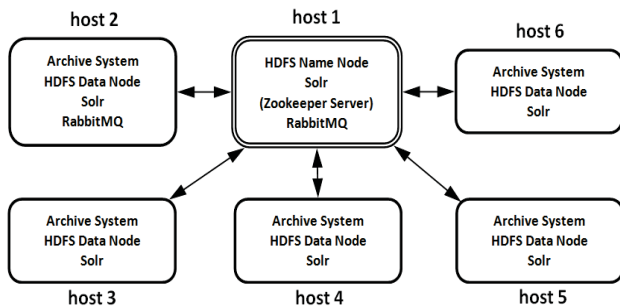 host 2
host 1
host 6
Archive System
HDFS Data Node
Solr
RabbitMQ
HDFS Name Node
Solr
(Zookeeper Server)
RabbitMQ
Archive System
HDFS Data Node
Solr
Archive System
HDFS Data Node
Solr
Archive System
HDFS Data Node
Solr
Archive System
HDFS Data Node
Solr
host 3
host 4
host 5